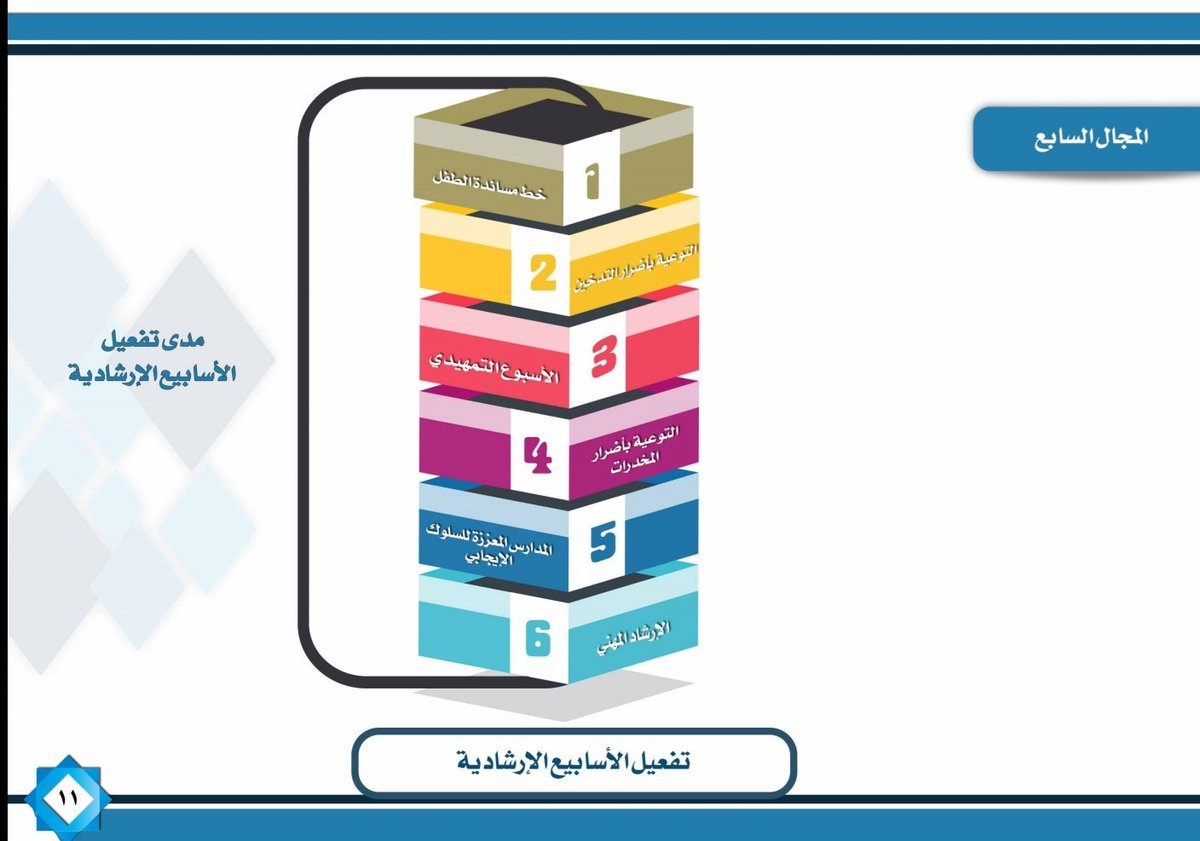 المجال السابع
1
خط مساندة الطفل
2
التوعية بأضرار التدخين
3
الأسبوع التمهيدي
4
التوعية بأضرار
المخدرات
5
المدارس المعززة للسلوك
الإيجابي
6
الإرشاد المهني
مدى تفعيل
الأسابيع الإرشادية
تفعيل الأسابيع الإرشادية
١١